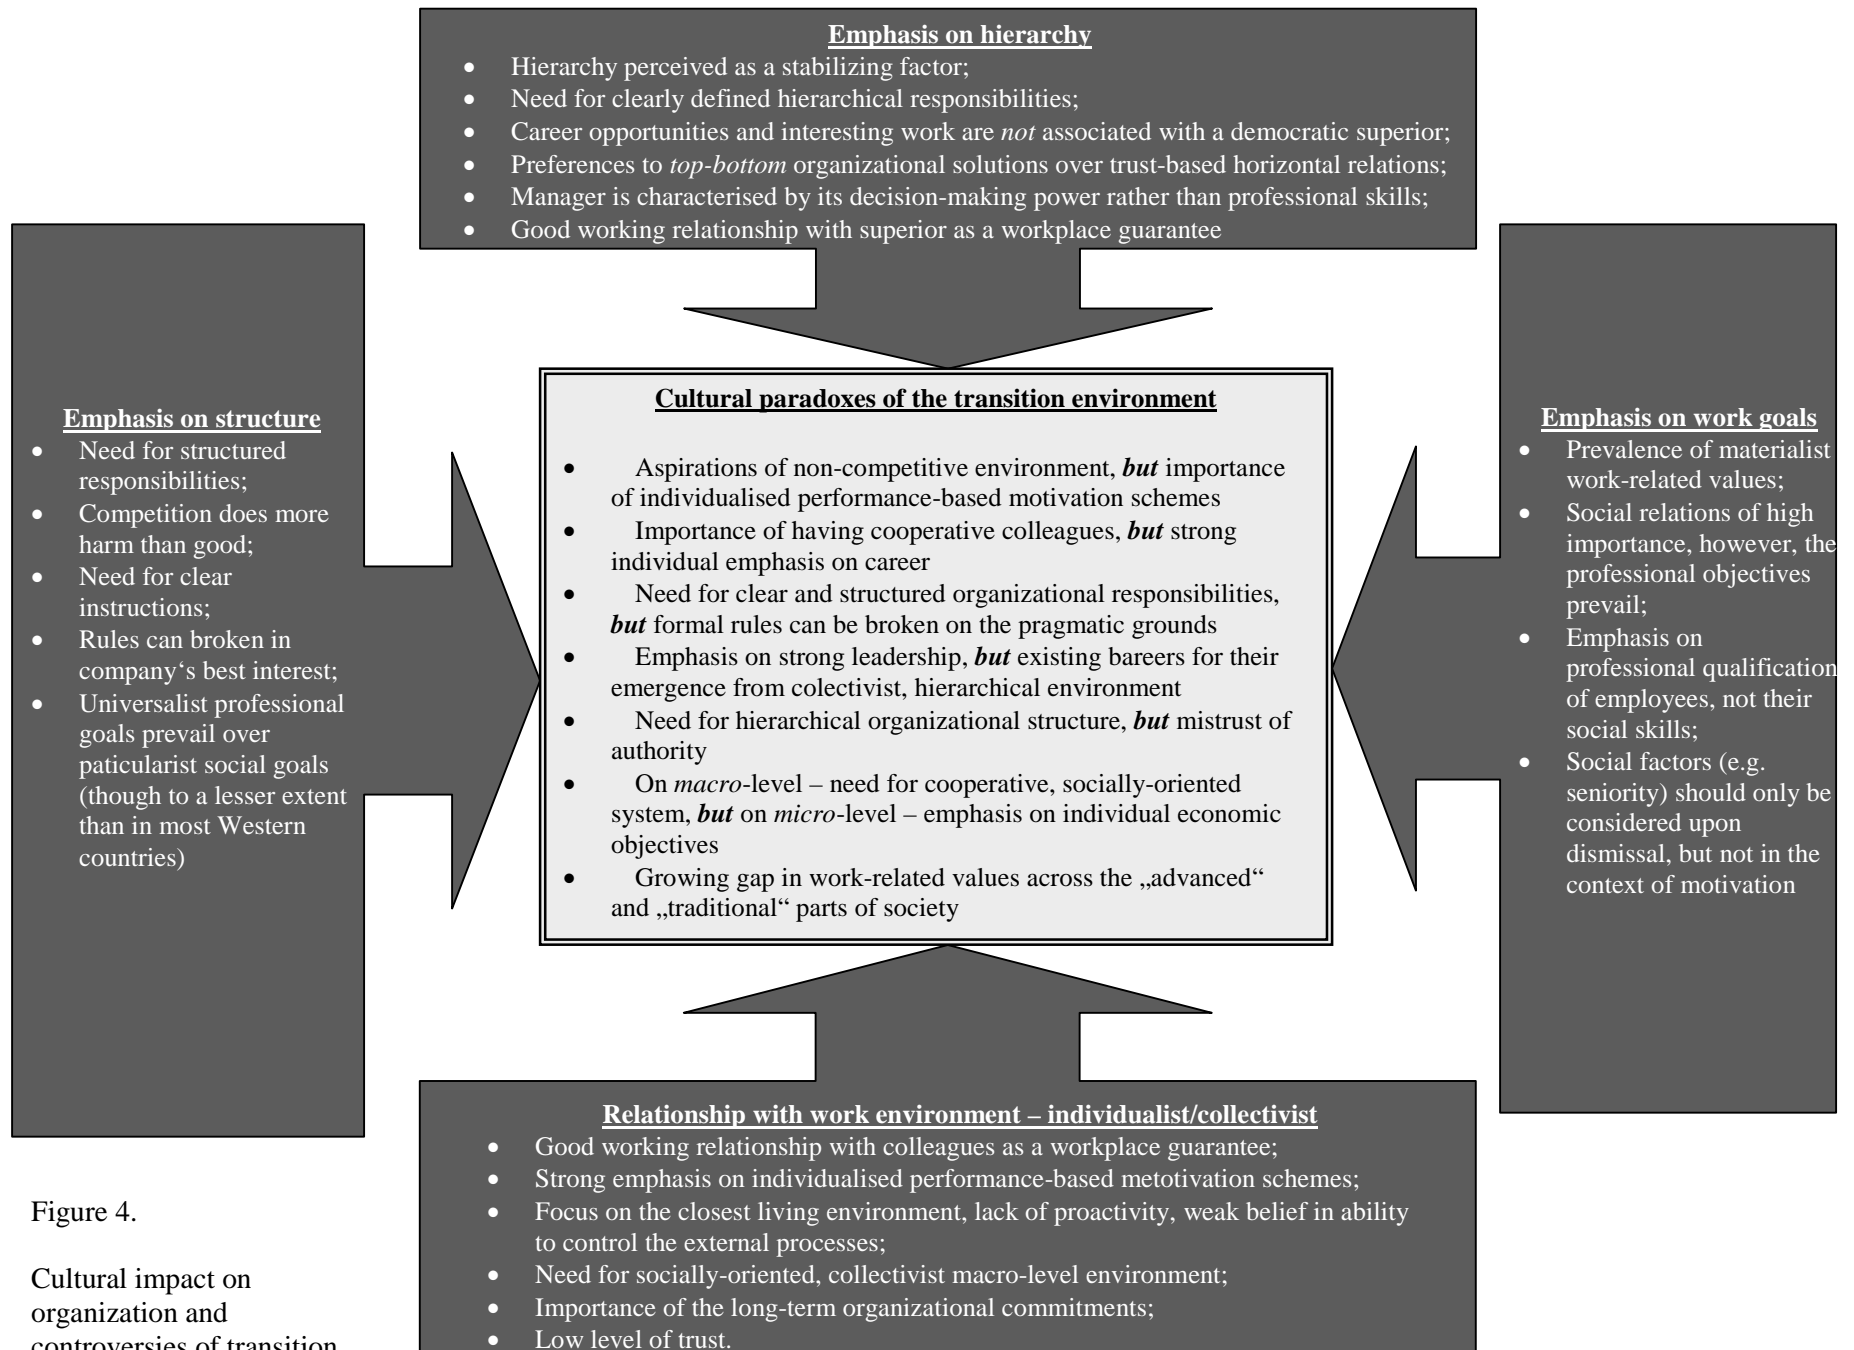 Emphasis on hierarchy
• Hierarchy perceived as a stabilizing factor;
• Need for clearly defined hierarchical responsibilities;
• Career opportunities and interesting work are not associated with a democratic superior;
• Preferences to top-bottom organizational solutions over trust-based horizontal relations;
• Manager is characterised by its decision-making power rather than professional skills;
• Good working relationship with superior as a workplace guarantee
Emphasis on structure
• Need for structured
responsibilities;
• Competition does more
harm than good;
• Need for clear
instructions;
• Rules can broken in
company‘s best interest;
• Universalist professional
goals prevail over
paticularist social goals
(though to a lesser extent
than in most Western
countries)
Cultural paradoxes of the transition environment
• Aspirations of non-competitive environment, but importance
of individualised performance-based motivation schemes
• Importance of having cooperative colleagues, but strong
individual emphasis on career
• Need for clear and structured organizational responsibilities,
but formal rules can be broken on the pragmatic grounds
• Emphasis on strong leadership, but existing bareers for their
emergence from colectivist, hierarchical environment
• Need for hierarchical organizational structure, but mistrust of
authority
• On macro-level – need for cooperative, socially-oriented
system, but on micro-level – emphasis on individual economic
objectives
• Growing gap in work-related values across the „advanced“
and „traditional“ parts of society
Emphasis on work goals
• Prevalence of materialist
work-related values;
• Social relations of high
importance, however, the
professional objectives
prevail;
• Emphasis on
professional qualification
of employees, not their
social skills;
• Social factors (e.g.
seniority) should only be
considered upon
dismissal, but not in the
context of motivation
Relationship with work environment – individualist/collectivist
• Good working relationship with colleagues as a workplace guarantee;
• Strong emphasis on individualised performance-based metotivation schemes;
• Focus on the closest living environment, lack of proactivity, weak belief in ability
to control the external processes;
• Need for socially-oriented, collectivist macro-level environment;
• Importance of the long-term organizational commitments;
• Low level of trust.
Figure 4.
Cultural impact on
organization and
controversies of transition